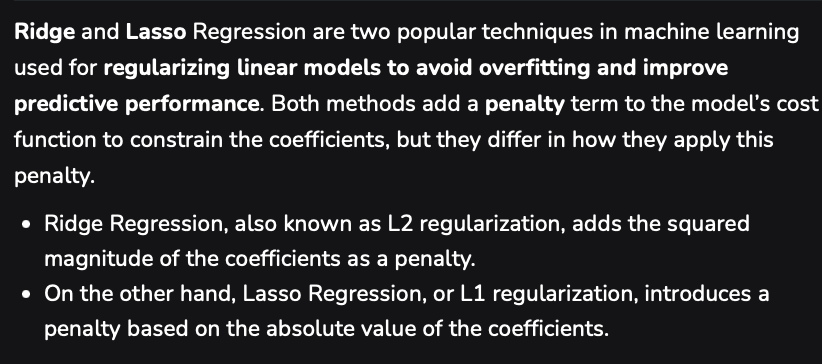 Ridge and Lasso Regression are two popular techniques in machine learning
used for regularizing linear models to avoid overfitting and improve
predictive performance. Both methods add a penalty term to the model's cost
function to constrain the coefficients, but they differ in how they apply this
penalty.
• Ridge Regression, also known as L2 regularization, adds the squared
magnitude of the coefficients as a penalty.
• On the other hand, Lasso Regression, or L1 regularization, introduces a
penalty based on the absolute value of the coefficients.